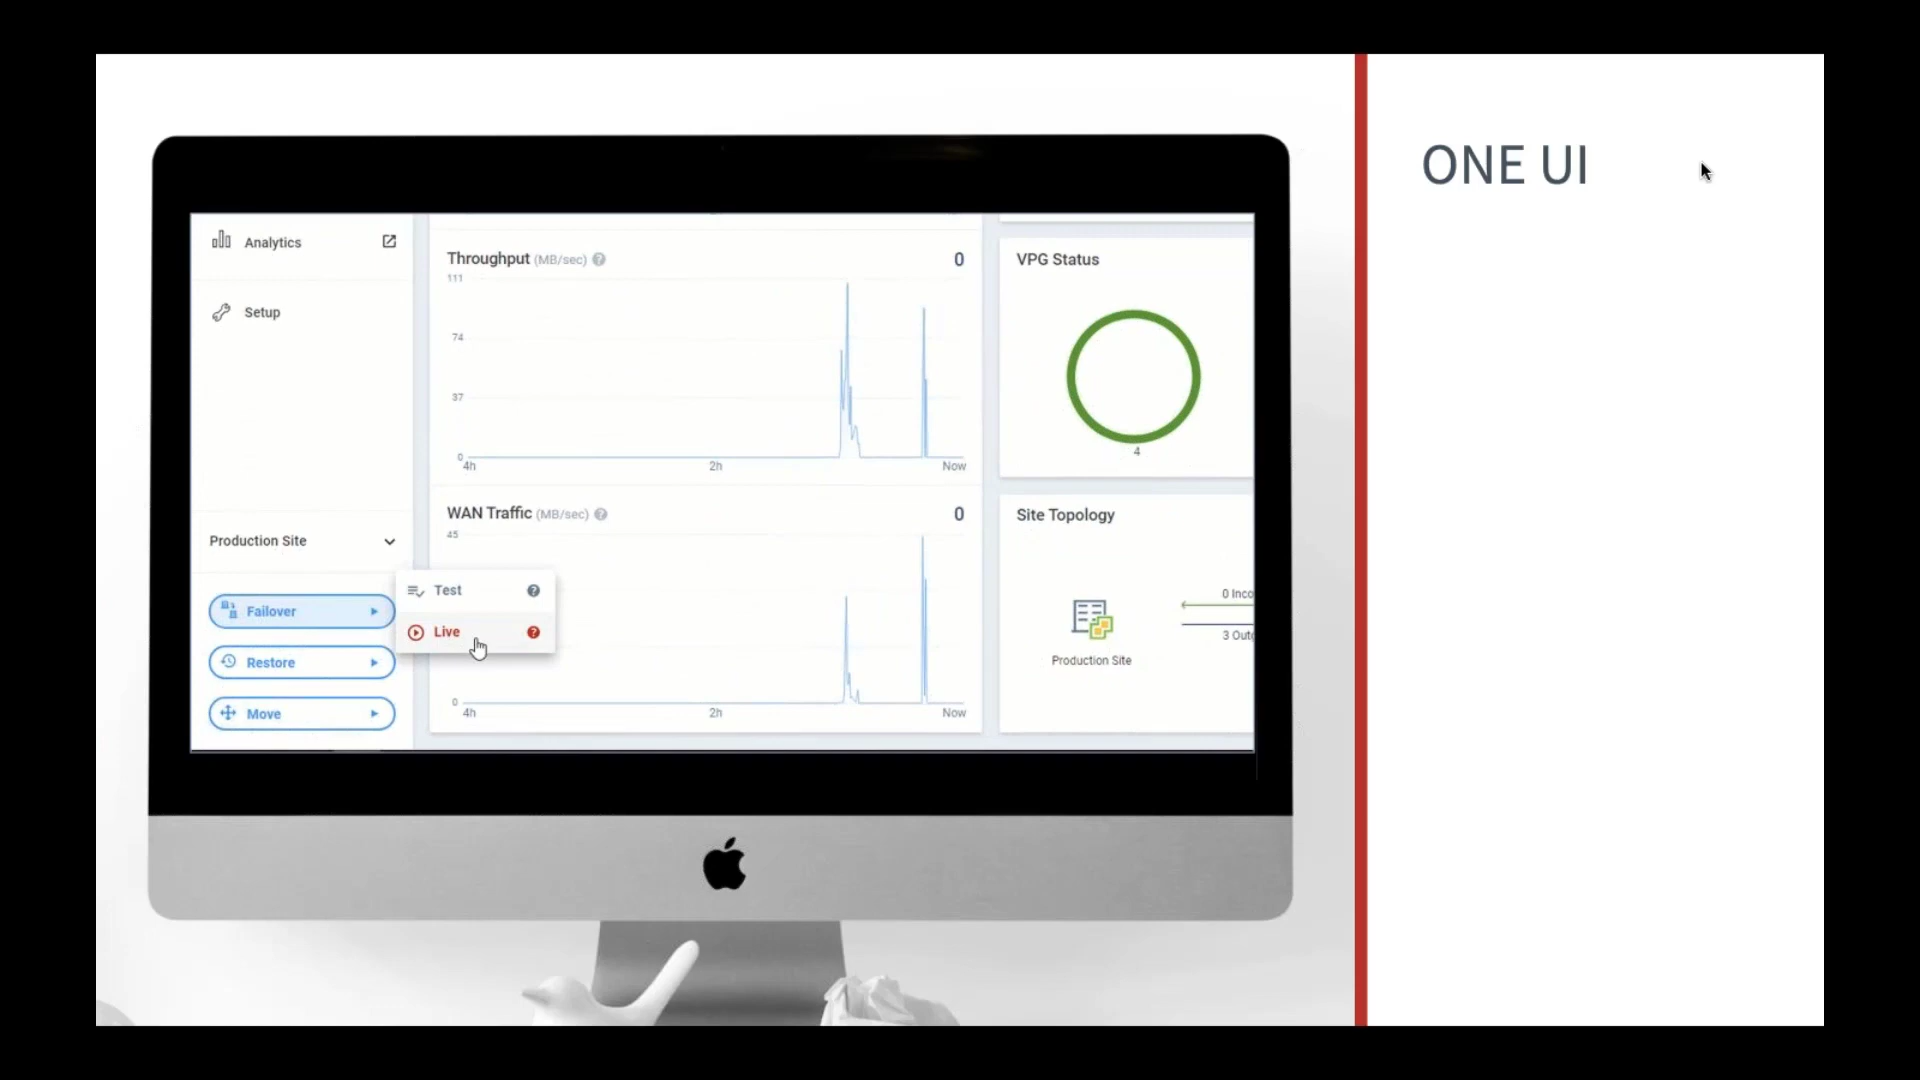 ONE UI
Analytics
Setup
Production Site
Failover
Restore
Move
Test ?
Live ?
Throughput (MB/sec) ? 0
111
74
37
0
4h 2h Now
WAN Traffic (MB/sec) ? 0
45
0
4h 2h Now
VPG Status
4
Site Topology
0 Inco
3 Out
Production Site